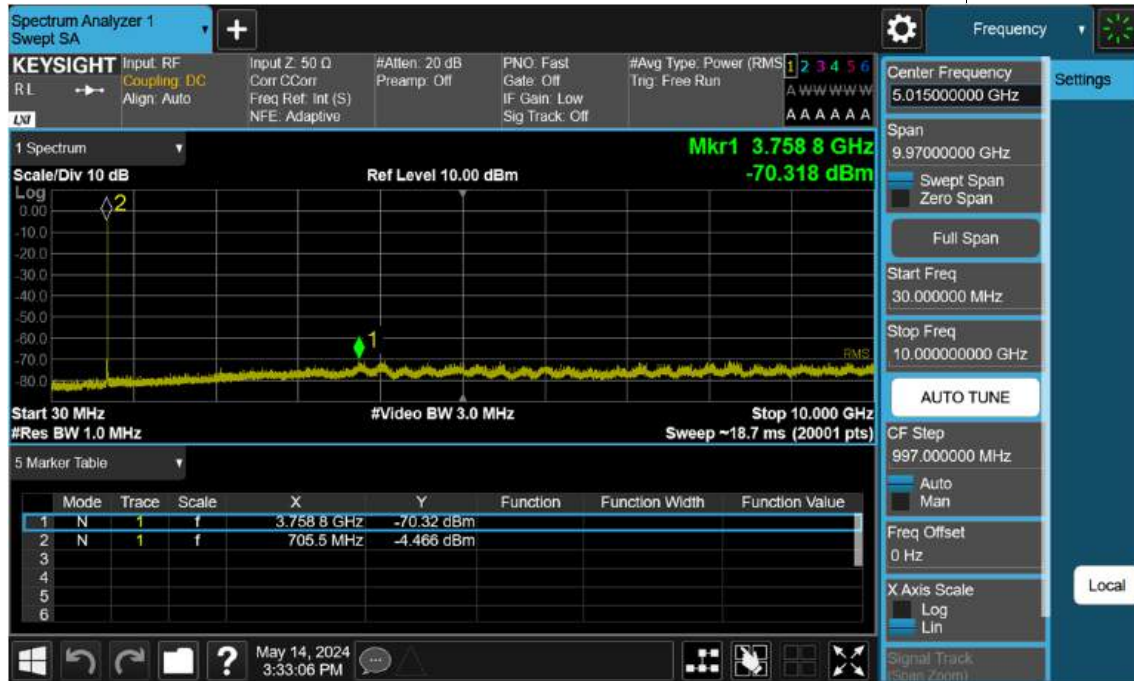 Spectrum Analyzer 1
Swept SA
Frequency
KEYSIGHT
RL
LXI
Input: RF
Coupling: DC
Align: Auto
Input Z: 50 Ω
Corr CCorr
Freq Ref: Int (S)
NFE: Adaptive
#Atten: 20 dB
Preamp: Off
PNO: Fast
Gate: Off
IF Gain: Low
Sig Track: Off
#Avg Type: Power (RMS
Trig: Free Run
1 2 3 4 5 6
A W W W W W
A A A A A A
1 Spectrum
Scale/Div 10 dB
Ref Level 10.00 dBm
Mkr1 3.758 8 GHz
-70.318 dBm
Log
0.00
-10.0
-20.0
-30.0
-40.0
-50.0
-60.0
-70.0
-80.0
2
1
RMS
Start 30 MHz
#Video BW 3.0 MHz
Stop 10.000 GHz
#Res BW 1.0 MHz
Sweep ~18.7 ms (20001 pts)
5 Marker Table
Mode Trace Scale X Y Function Function Width Function Value
1 N 1 f 3.758 8 GHz -70.32 dBm
2 N 1 f 705.5 MHz -4.466 dBm
3
4
5
6
May 14, 2024
3:33:06 PM
Center Frequency
5.015000000 GHz
Settings
Span
9.97000000 GHz
Swept Span
Zero Span
Full Span
Start Freq
30.000000 MHz
Stop Freq
10.000000000 GHz
AUTO TUNE
CF Step
997.000000 MHz
Auto
Man
Freq Offset
0 Hz
X Axis Scale
Log
Lin
Local
Signal Track
(Span Zoom)